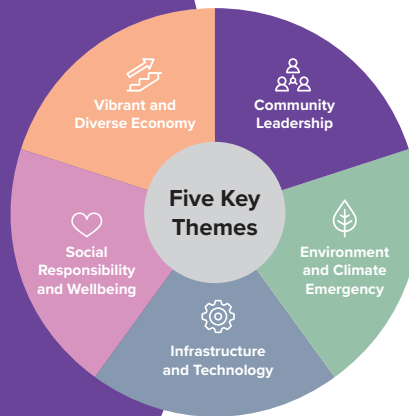 Five Key
Themes
Community
Leadership
Environment
and Climate
Emergency
Infrastructure
and Technology
Social
Responsibility
and Wellbeing
Vibrant and
Diverse Economy